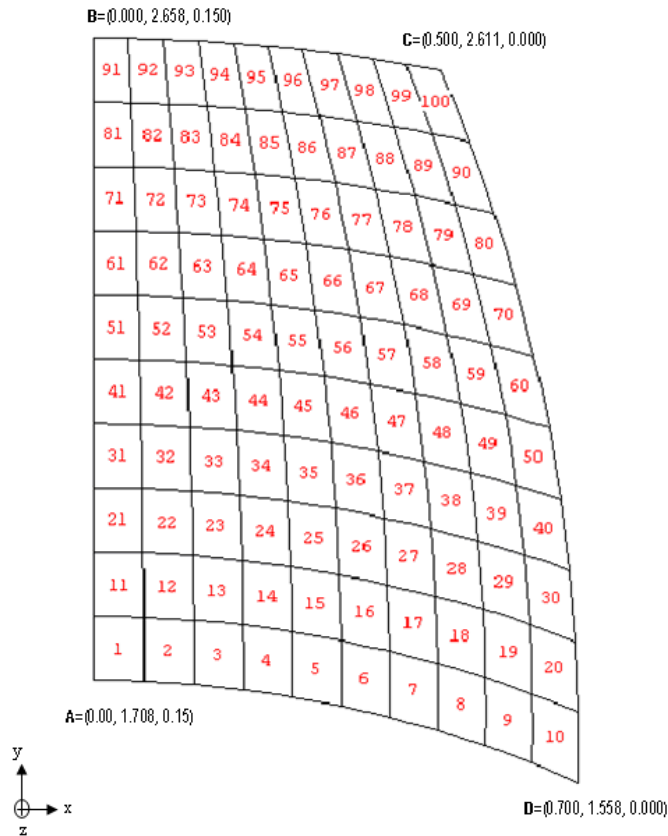 B=(0.000, 2.658, 0.150)
C=(0.500, 2.611, 0.000)
91 92 93 94 95 96 97 98 99 100
81 82 83 84 85 86 87 88 89 90
71 72 73 74 75 76 77 78 79 80
61 62 63 64 65 66 67 68 69 70
51 52 53 54 55 56 57 58 59 60
41 42 43 44 45 46 47 48 49 50
31 32 33 34 35 36 37 38 39 40
21 22 23 24 25 26 27 28 29 30
11 12 13 14 15 16 17 18 19 20
1 2 3 4 5 6 7 8 9 10
A=(0.00, 1.708, 0.15)
y
x
z
D=(0.700, 1.558, 0.000)